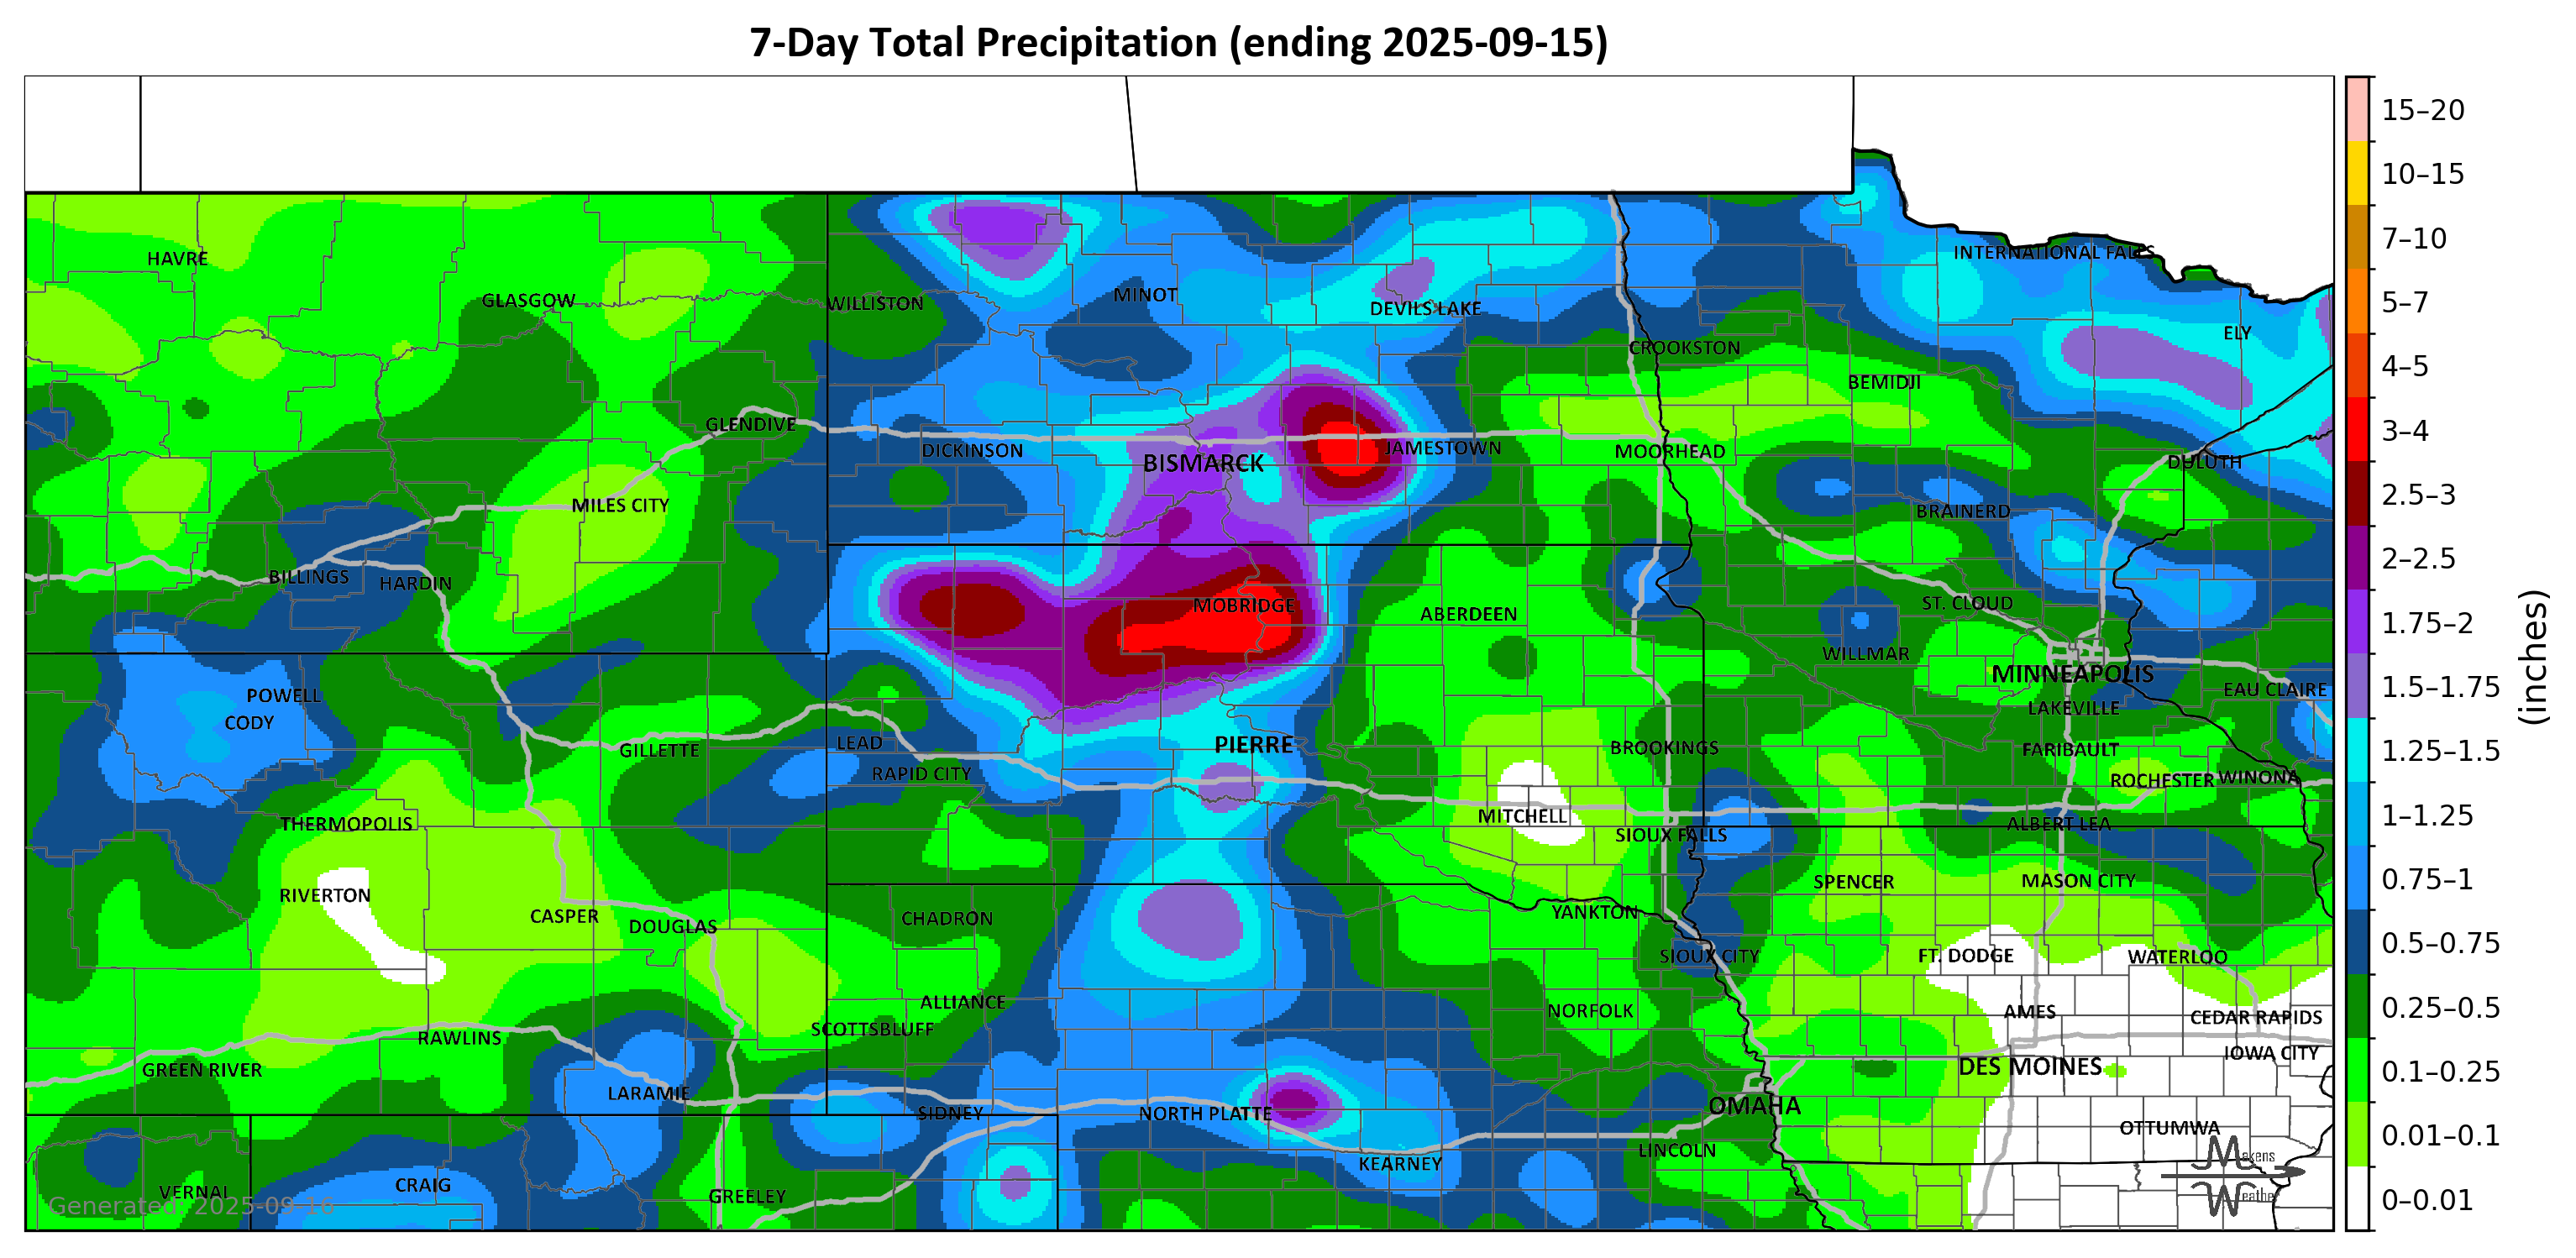 7-Day Total Precipitation (ending 2025-09-15)
15–20
10–15
7–10
5–7
4–5
3–4
2.5–3
2–2.5
1.75–2
1.5–1.75
1.25–1.5
1–1.25
0.75–1
0.5–0.75
0.25–0.5
0.1–0.25
0.01–0.1
0–0.01
(inches)
HAVRE
INTERNATIONAL FALLS
GLASGOW
WILLISTON
MINOT
DEVILS LAKE
ELY
CROOKSTON
BEMIDJI
GLENDIVE
DICKINSON
BISMARCK
JAMESTOWN
MOORHEAD
DULUTH
MILES CITY
BRAINERD
BILLINGS
HARDIN
MOBRIDGE
ABERDEEN
ST. CLOUD
WILLMAR
MINNEAPOLIS
EAU CLAIRE
POWELL
CODY
LAKEVILLE
GILLETTE
LEAD
PIERRE
BROOKINGS
FARIBAULT
RAPID CITY
ROCHESTER
WINONA
THERMOPOLIS
MITCHELL
SIOUX FALLS
ALBERT LEA
RIVERTON
SPENCER
MASON CITY
CASPER
DOUGLAS
CHADRON
YANKTON
SIOUX CITY
FT. DODGE
WATERLOO
ALLIANCE
NORFOLK
AMES
CEDAR RAPIDS
SCOTTSBLUFF
RAWLINS
IOWA CITY
GREEN RIVER
DES MOINES
LARAMIE
SIDNEY
NORTH PLATTE
OMAHA
OTTUMWA
LINCOLN
KEARNEY
VERNAL
CRAIG
GREELEY
Generated: 2025-09-16
Makens
Weather